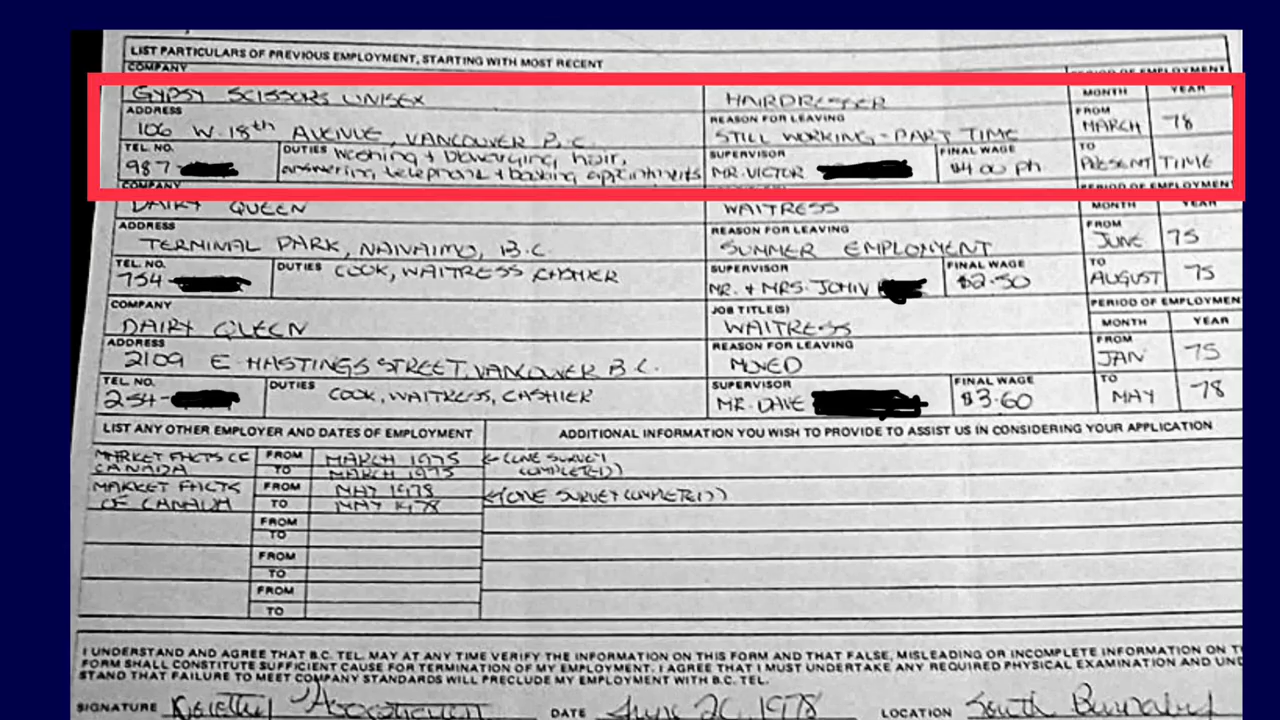 LIST PARTICULARS OF PREVIOUS EMPLOYMENT, STARTING WITH MOST RECENT
COMPANY PERIOD OF EMPLOYMENT
GYPSY SCISSORS UNISEX HAIRDRESSER MONTH YEAR
ADDRESS REASON FOR LEAVING FROM
106 W. 18th AVENUE, VANCOUVER B.C. STILL WORKING - PART TIME MARCH 78
TEL. NO. DUTIES SUPERVISOR FINAL WAGE TO
987- washing + blowdrying hair, answering telephone + booking appointments MR. VICTOR $4.00 ph. PRESENT TIME
COMPANY PERIOD OF EMPLOYMENT
DAIRY QUEEN WAITRESS MONTH YEAR
ADDRESS REASON FOR LEAVING FROM
TERMINAL PARK, NANAIMO, B.C. SUMMER EMPLOYMENT JUNE 75
TEL. NO. DUTIES COOK, WAITRESS CASHIER SUPERVISOR FINAL WAGE TO
754- MR. + MRS. JOHN $2.50 AUGUST 75
COMPANY JOB TITLE(S) PERIOD OF EMPLOYMENT
DAIRY QUEEN WAITRESS MONTH YEAR
ADDRESS REASON FOR LEAVING FROM
2109 E. HASTINGS STREET, VANCOUVER B.C. MOVED JAN 75
TEL. NO. DUTIES COOK, WAITRESS, CASHIER SUPERVISOR FINAL WAGE TO
254- MR. DAVE $3.60 MAY 78
LIST ANY OTHER EMPLOYER AND DATES OF EMPLOYMENT ADDITIONAL INFORMATION YOU WISH TO PROVIDE TO ASSIST US IN CONSIDERING YOUR APPLICATION
MARKET FACTS OF FROM MARCH 1975 ← (ONE SURVEY
CANADA TO MARCH 1975 COMPLETED)
MARKET FACTS FROM MAY 1978 ← (ONE SURVEY COMPLETED)
OF CANADA TO MAY 1978
FROM
TO
FROM
TO
FROM
TO
I UNDERSTAND AND AGREE THAT B.C. TEL. MAY AT ANY TIME VERIFY THE INFORMATION ON THIS FORM AND THAT FALSE, MISLEADING OR INCOMPLETE INFORMATION ON
FORM SHALL CONSTITUTE SUFFICIENT CAUSE FOR TERMINATION OF MY EMPLOYMENT. I AGREE THAT I MUST UNDERTAKE ANY REQUIRED PHYSICAL EXAMINATION AND
STAND THAT FAILURE TO MEET COMPANY STANDARDS WILL PRECLUDE MY EMPLOYMENT WITH B.C. TEL.
SIGNATURE DATE June 26, 1978 LOCATION South Burnaby